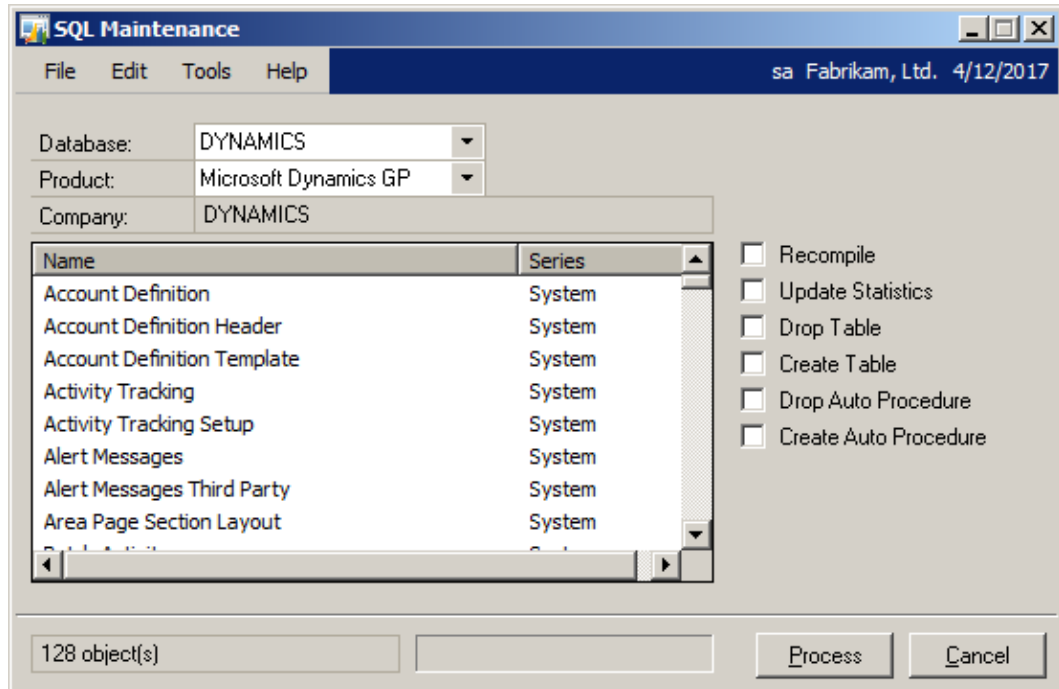 SQL Maintenance
File Edit Tools Help sa Fabrikam, Ltd. 4/12/2017
Database: DYNAMICS
Product: Microsoft Dynamics GP
Company: DYNAMICS
Name Series
Account Definition System
Account Definition Header System
Account Definition Template System
Activity Tracking System
Activity Tracking Setup System
Alert Messages System
Alert Messages Third Party System
Area Page Section Layout System
Recompile
Update Statistics
Drop Table
Create Table
Drop Auto Procedure
Create Auto Procedure
128 object(s)
Process Cancel